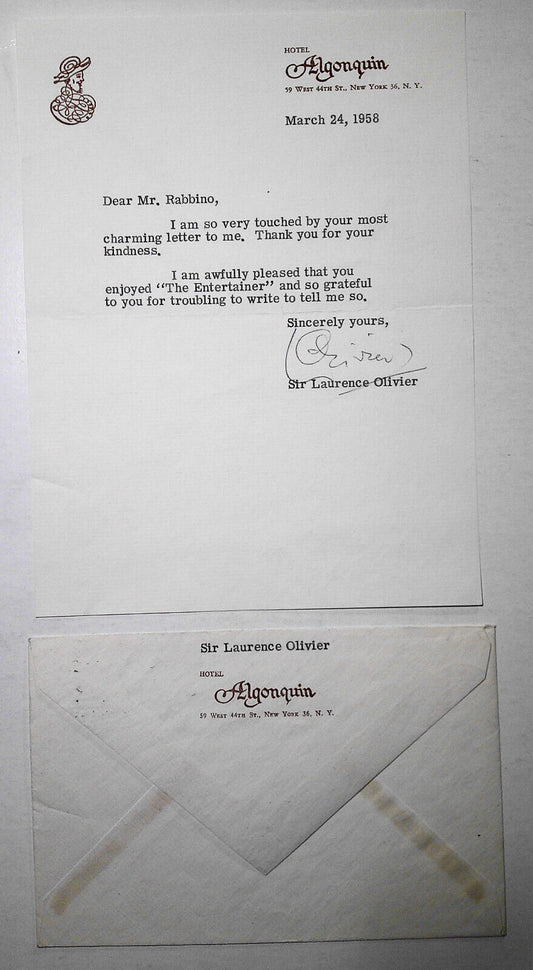 HOTEL
Algonquin
59 West 44th St., New York 36, N. Y.
March 24, 1958
Dear Mr. Rabbino,
I am so very touched by your most
charming letter to me. Thank you for your
kindness.
I am awfully pleased that you
enjoyed "The Entertainer" and so grateful
to you for troubling to write to tell me so.
Sincerely yours,
(Olivier)
Sir Laurence Olivier
Sir Laurence Olivier
HOTEL
Algonquin
59 West 44th St., New York 36, N. Y.